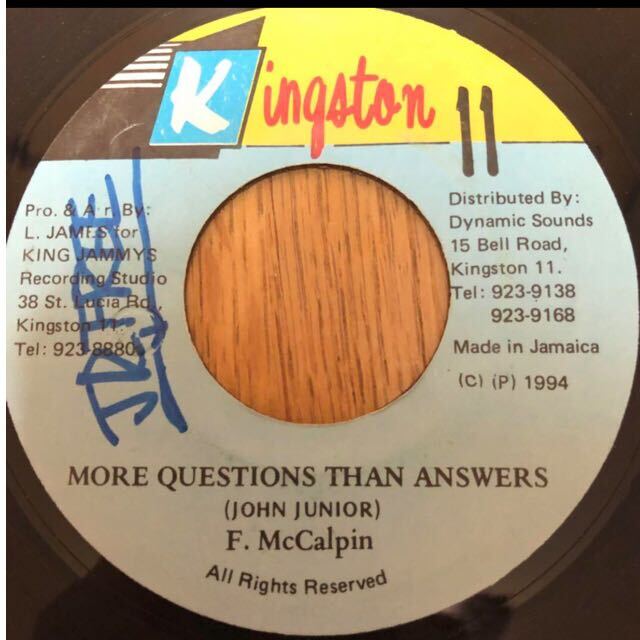 Kingston 11
Pro. & Arr. By:
L. JAMES for
KING JAMMYS
Recording Studio
38 St. Lucia Rd.,
Kingston 11.
Tel: 923-8880
Distributed By:
Dynamic Sounds
15 Bell Road,
Kingston 11.
Tel: 923-9138
923-9168
Made in Jamaica
(C) (P) 1994
MORE QUESTIONS THAN ANSWERS
(JOHN JUNIOR)
F. McCalpin
All Rights Reserved